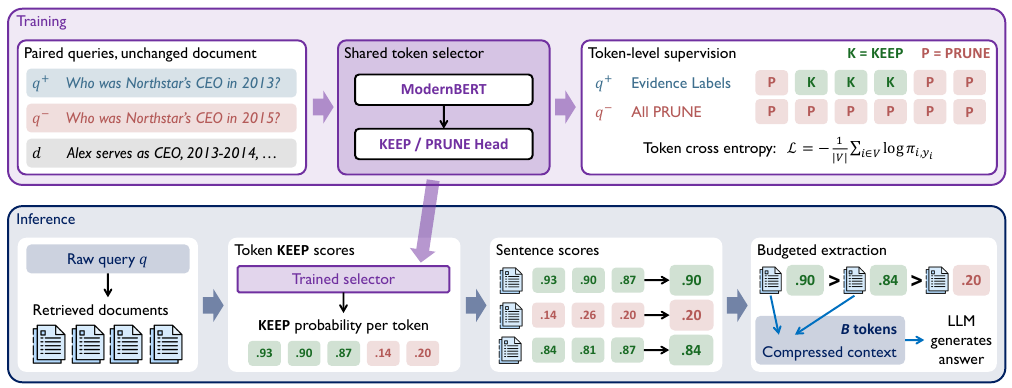 Training
Paired queries, unchanged document
q⁺ Who was Northstar's CEO in 2013?
q⁻ Who was Northstar's CEO in 2015?
d Alex serves as CEO, 2013-2014, …
Shared token selector
ModernBERT
KEEP / PRUNE Head
Token-level supervision K = KEEP P = PRUNE
q⁺ Evidence Labels P K K K P P
q⁻ All PRUNE P P P P P P
Token cross entropy: ℒ = −1/|V| ∑_{i∈V} log π_{i,y_i}
Inference
Raw query q
Retrieved documents
Token KEEP scores
Trained selector
KEEP probability per token
.93 .90 .87 .14 .20
Sentence scores
.93 .90 .87 .90
.14 .26 .20 .20
.84 .81 .87 .84
Budgeted extraction
.90 > .84 > .20
B tokens
Compressed context
LLM
generates
answer